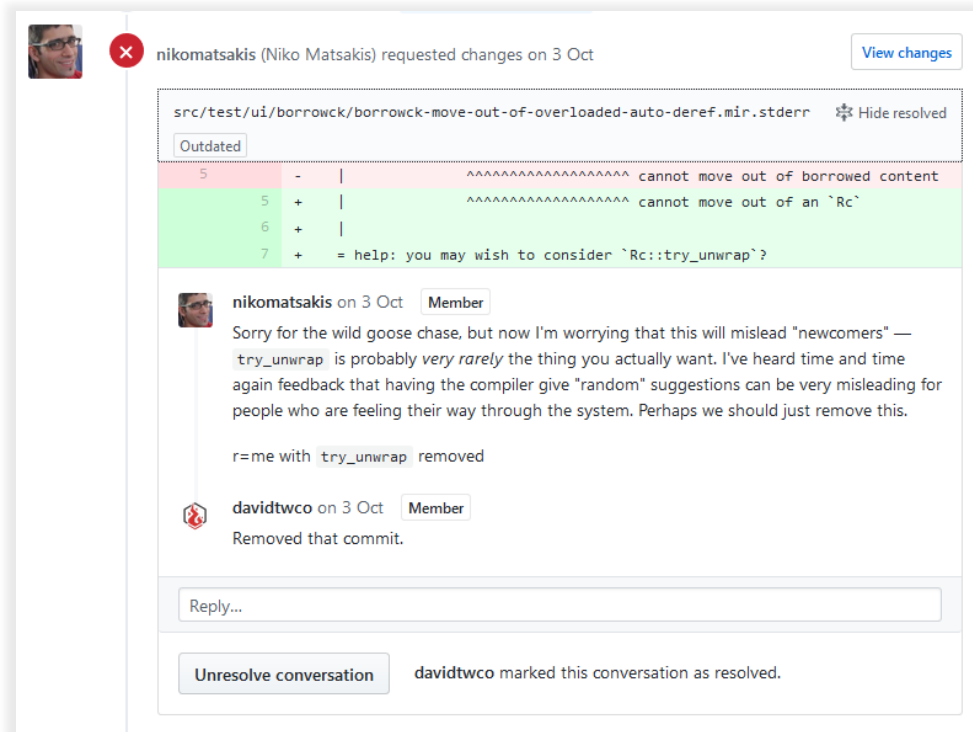 nikomatsakis (Niko Matsakis) requested changes on 3 Oct
View changes
src/test/ui/borrowck/borrowck-move-out-of-overloaded-auto-deref.mir.stderr
Hide resolved
Outdated
5 - | ^^^^^^^^^^^^^^^^^^^ cannot move out of borrowed content
5 + | ^^^^^^^^^^^^^^^^^^^ cannot move out of an `Rc`
6 + |
7 + = help: you may wish to consider `Rc::try_unwrap`?
nikomatsakis on 3 Oct Member
Sorry for the wild goose chase, but now I'm worrying that this will mislead "newcomers" —
try_unwrap is probably very rarely the thing you actually want. I've heard time and time
again feedback that having the compiler give "random" suggestions can be very misleading for
people who are feeling their way through the system. Perhaps we should just remove this.
r=me with try_unwrap removed
davidtwco on 3 Oct Member
Removed that commit.
Reply...
Unresolve conversation
davidtwco marked this conversation as resolved.